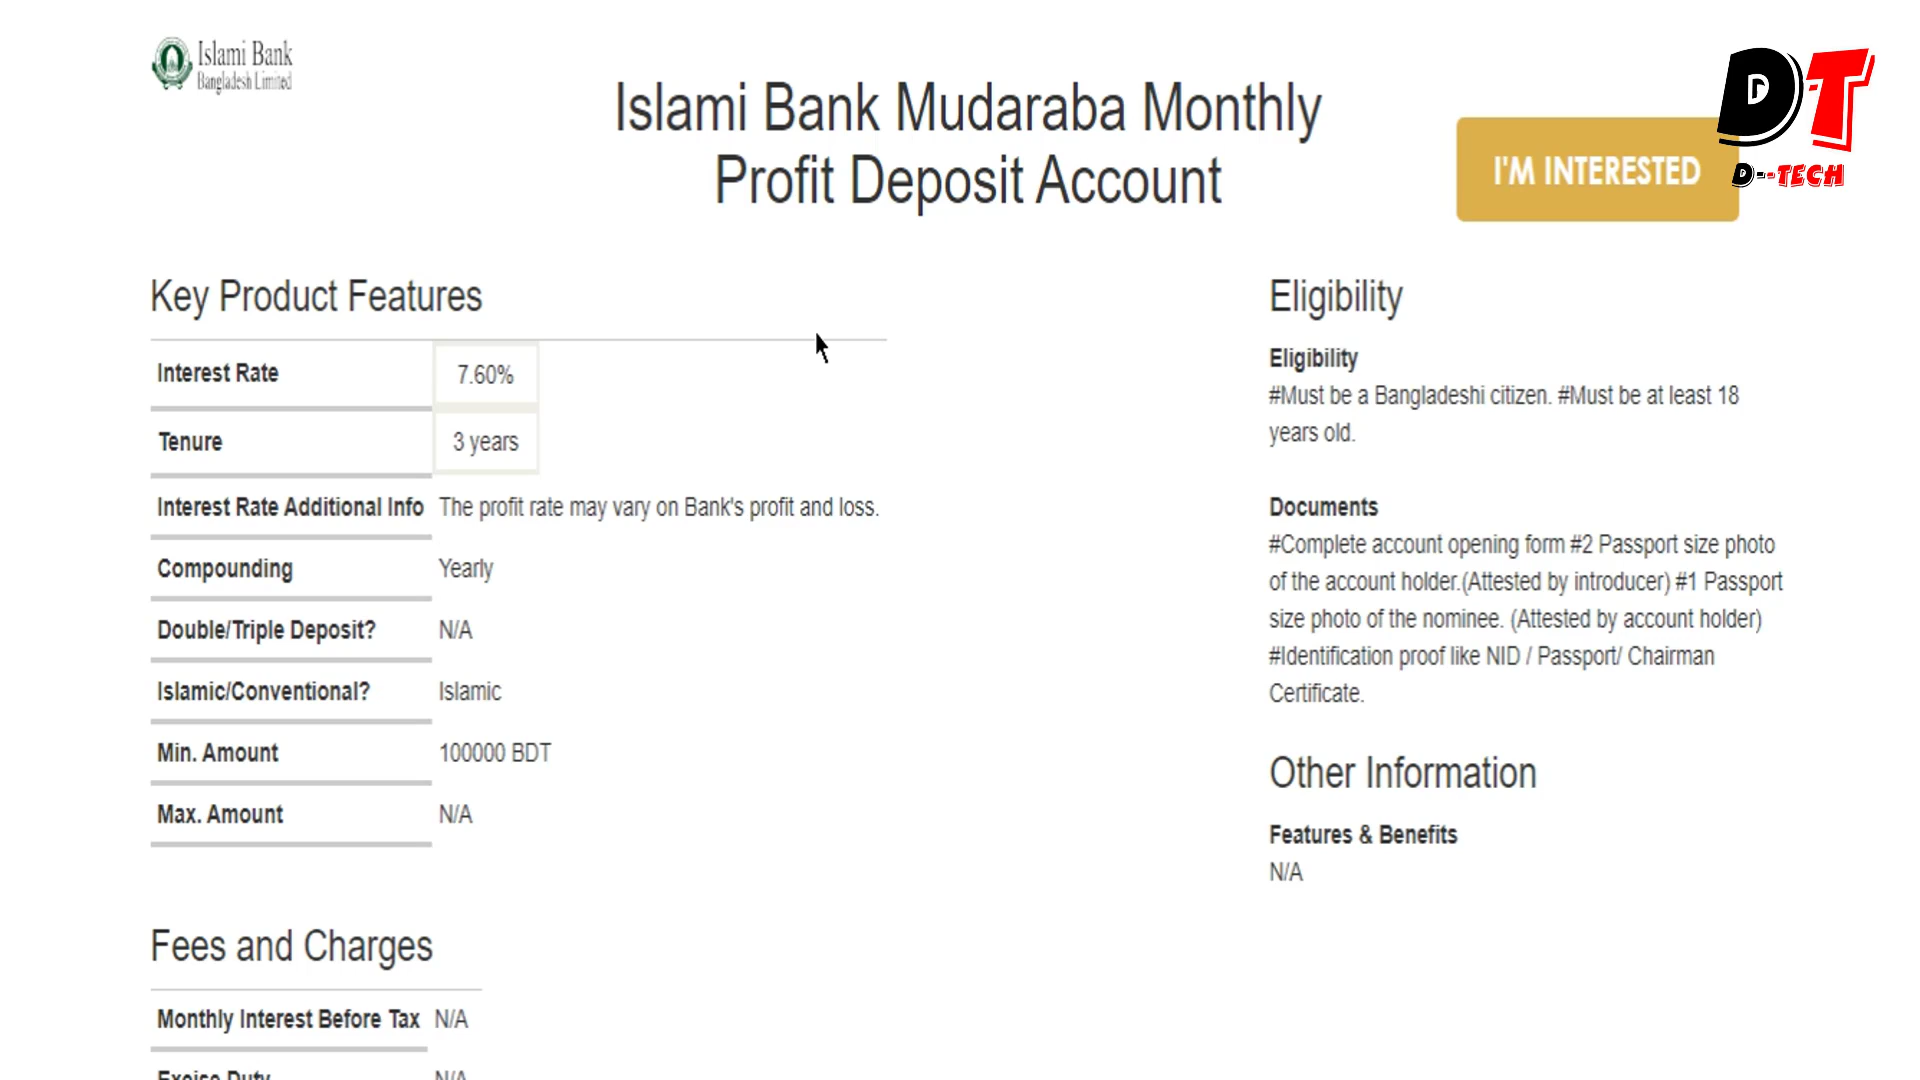 Islami Bank
Bangladesh Limited
Islami Bank Mudaraba Monthly
Profit Deposit Account
I'M INTERESTED
DT
D--TECH
Key Product Features
Interest Rate 7.60%
Tenure 3 years
Interest Rate Additional Info The profit rate may vary on Bank's profit and loss.
Compounding Yearly
Double/Triple Deposit? N/A
Islamic/Conventional? Islamic
Min. Amount 100000 BDT
Max. Amount N/A
Fees and Charges
Monthly Interest Before Tax N/A
Excise Duty N/A
Eligibility
Eligibility
#Must be a Bangladeshi citizen. #Must be at least 18
years old.
Documents
#Complete account opening form #2 Passport size photo
of the account holder.(Attested by introducer) #1 Passport
size photo of the nominee. (Attested by account holder)
#Identification proof like NID / Passport/ Chairman
Certificate.
Other Information
Features & Benefits
N/A